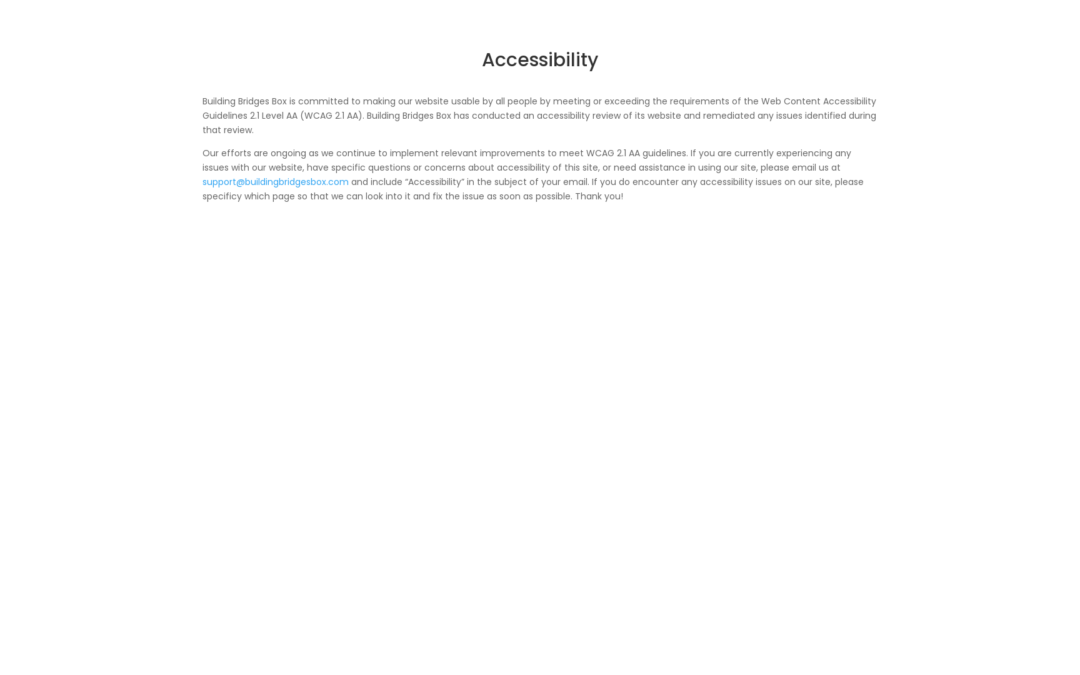 Accessibility
Building Bridges Box is committed to making our website usable by all people by meeting or exceeding the requirements of the Web Content Accessibility
Guidelines 2.1 Level AA (WCAG 2.1 AA). Building Bridges Box has conducted an accessibility review of its website and remediated any issues identified during
that review.
Our efforts are ongoing as we continue to implement relevant improvements to meet WCAG 2.1 AA guidelines. If you are currently experiencing any
issues with our website, have specific questions or concerns about accessibility of this site, or need assistance in using our site, please email us at
support@buildingbridgesbox.com and include “Accessibility” in the subject of your email. If you do encounter any accessibility issues on our site, please
specificy which page so that we can look into it and fix the issue as soon as possible. Thank you!